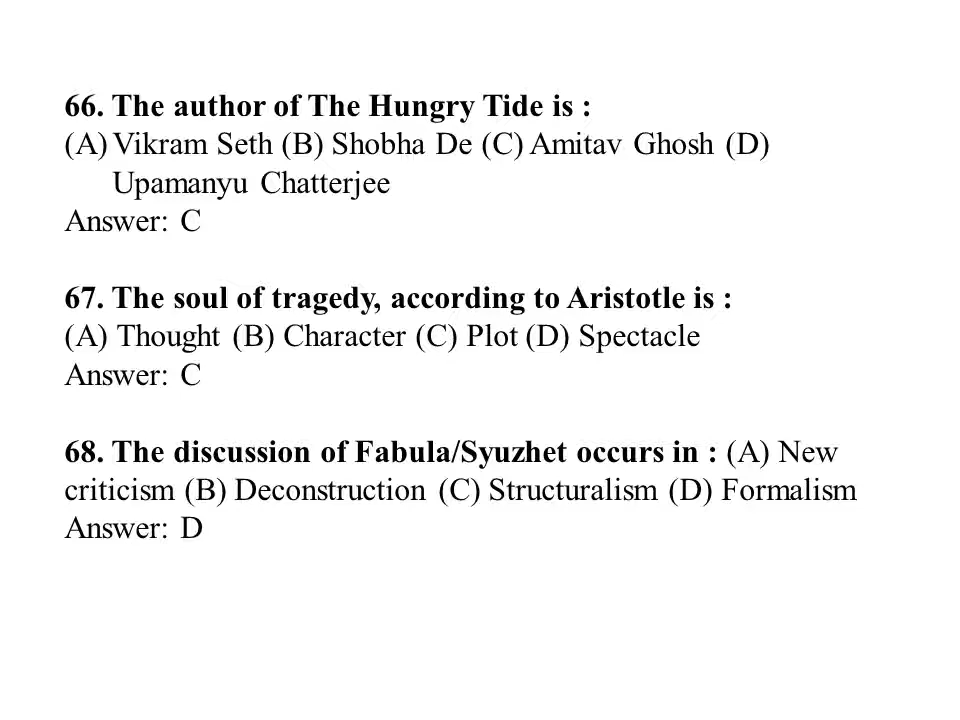 66. The author of The Hungry Tide is :
(A) Vikram Seth (B) Shobha De (C) Amitav Ghosh (D)
Upamanyu Chatterjee
Answer: C
67. The soul of tragedy, according to Aristotle is :
(A) Thought (B) Character (C) Plot (D) Spectacle
Answer: C
68. The discussion of Fabula/Syuzhet occurs in : (A) New
criticism (B) Deconstruction (C) Structuralism (D) Formalism
Answer: D